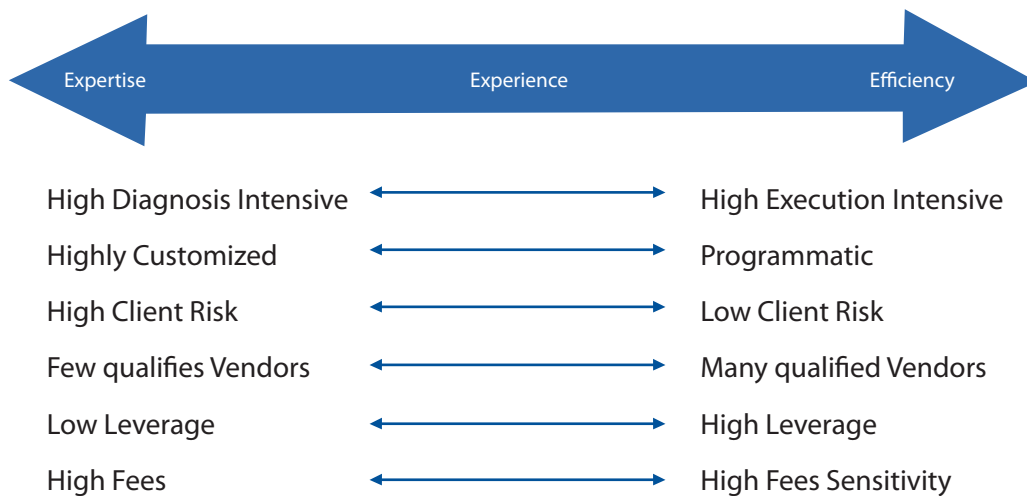 Expertise Experience Efficiency
High Diagnosis Intensive High Execution Intensive
Highly Customized Programmatic
High Client Risk Low Client Risk
Few qualifies Vendors Many qualified Vendors
Low Leverage High Leverage
High Fees High Fees Sensitivity